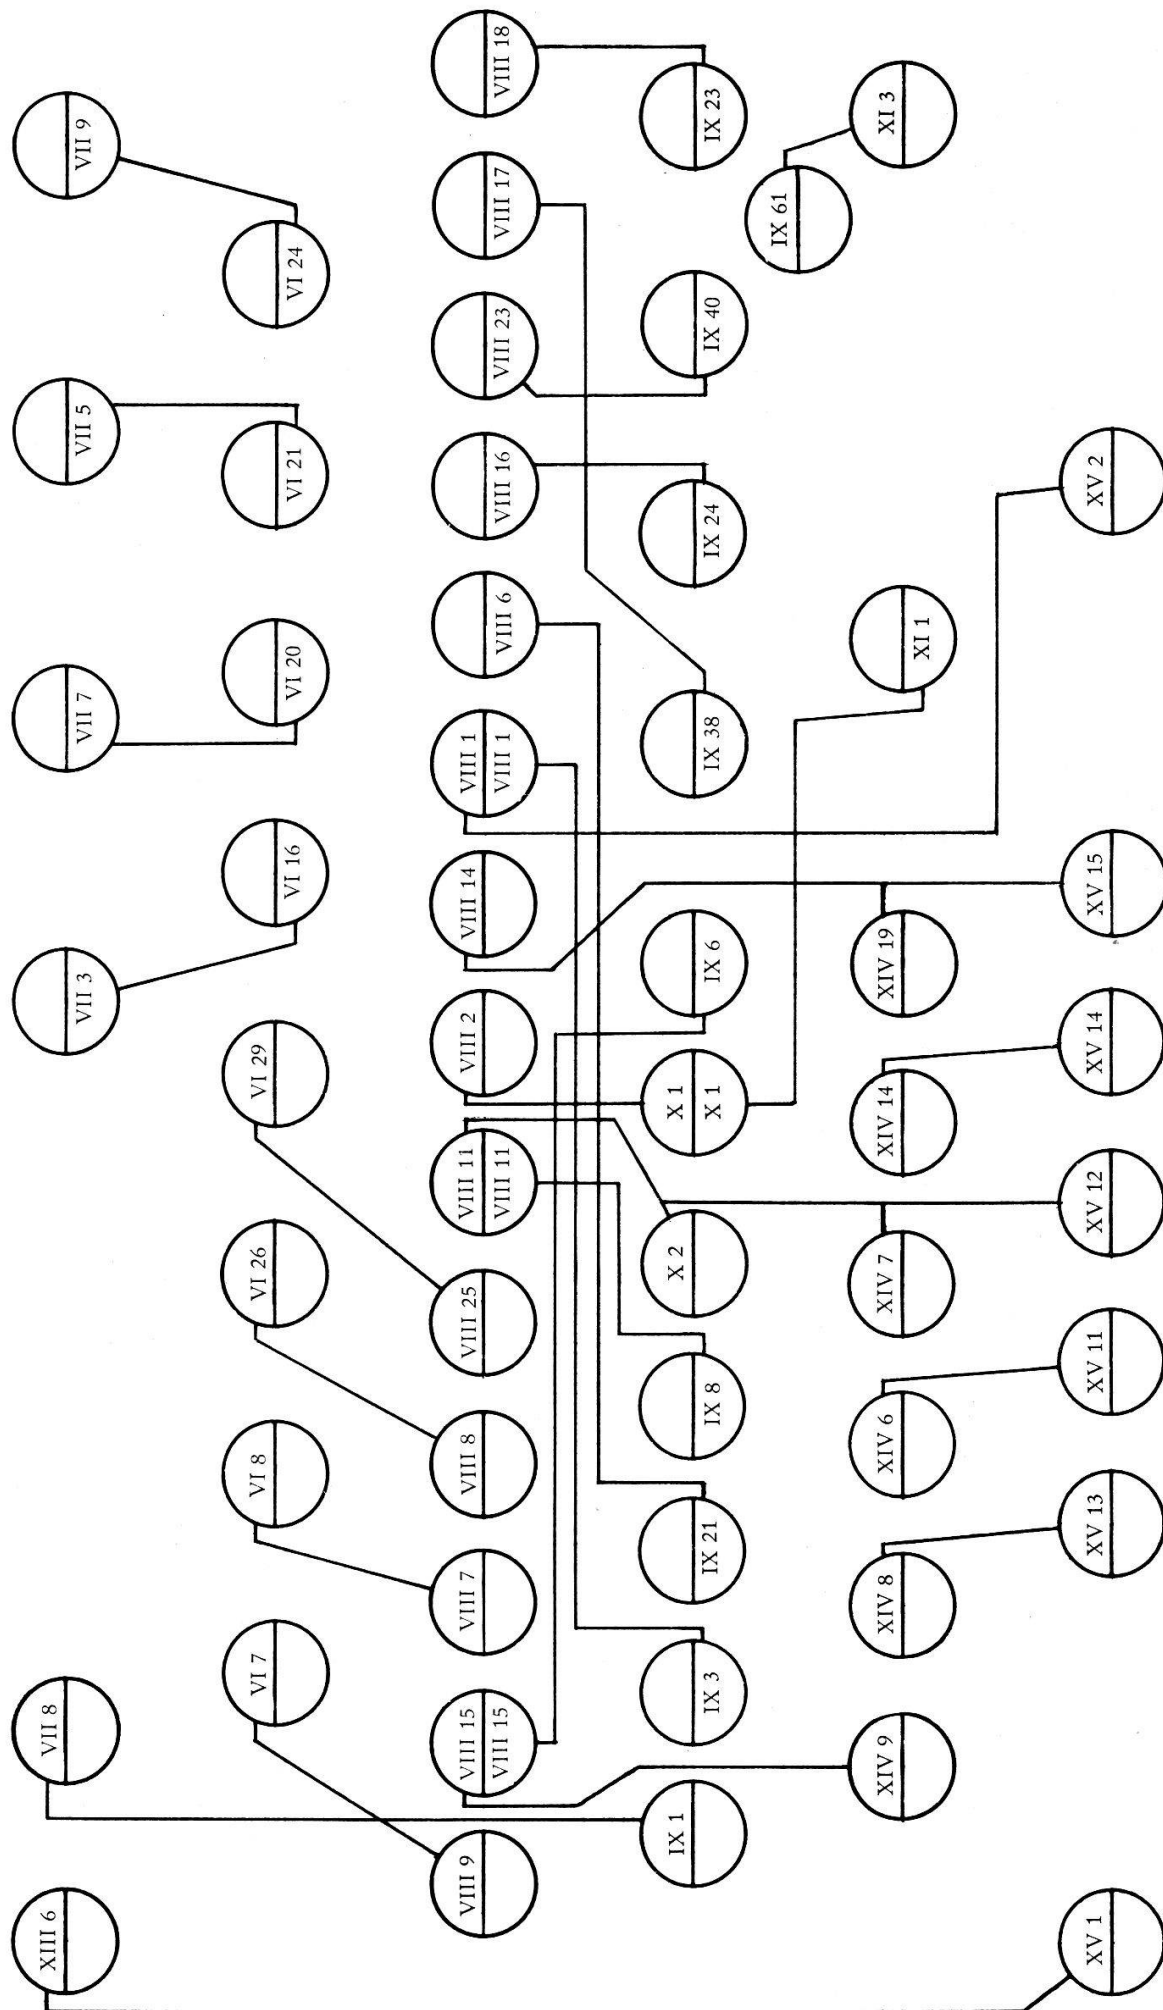 XIII 6
VII 8
VII 3
VII 7
VII 5
VII 9
VI 7
VI 8
VI 26
VI 29
VI 16
VI 20
VI 21
VI 24
VIII 9
VIII 15
VIII 15
VIII 7
VIII 8
VIII 25
VIII 11
VIII 11
VIII 2
VIII 14
VIII 1
VIII 1
VIII 6
VIII 16
VIII 23
VIII 17
VIII 18
IX 1
IX 3
IX 21
IX 8
X 2
X 1
X 1
IX 6
IX 38
IX 24
IX 40
IX 23
IX 61
XIV 9
XIV 8
XIV 6
XIV 7
XIV 14
XIV 19
XI 1
XI 3
XV 1
XV 13
XV 11
XV 12
XV 14
XV 15
XV 2